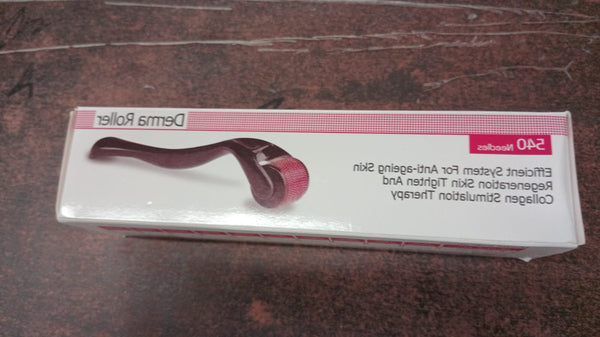 Derma Roller
540 Needles
Efficient System For Anti-ageing Skin
Regeneration Skin Tighten And
Collagen Stimulation Therapy